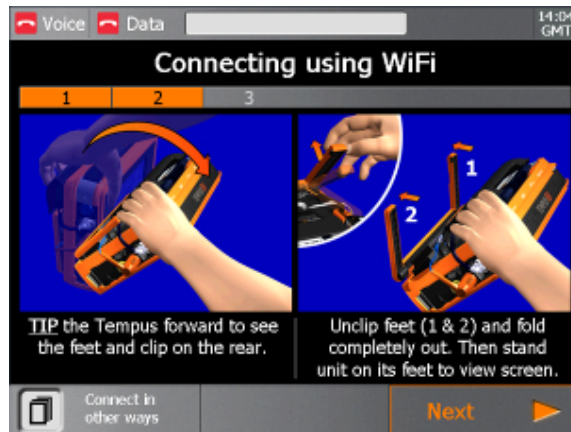 Voice Data 14:04
GMT
Connecting using WiFi
1 2 3
1
2
TIP the Tempus forward to see
the feet and clip on the rear.
Unclip feet (1 & 2) and fold
completely out. Then stand
unit on its feet to view screen.
Connect in
other ways
Next